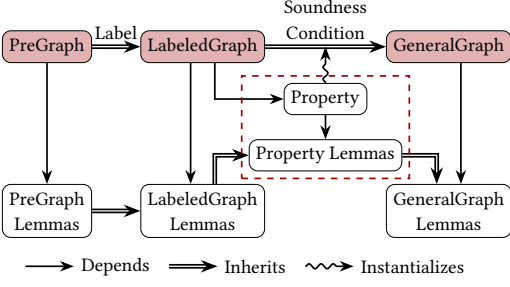 Soundness
Condition
Label
PreGraph
LabeledGraph
GeneralGraph
Property
Property Lemmas
PreGraph
Lemmas
LabeledGraph
Lemmas
GeneralGraph
Lemmas
Depends
Inherits
Instantializes